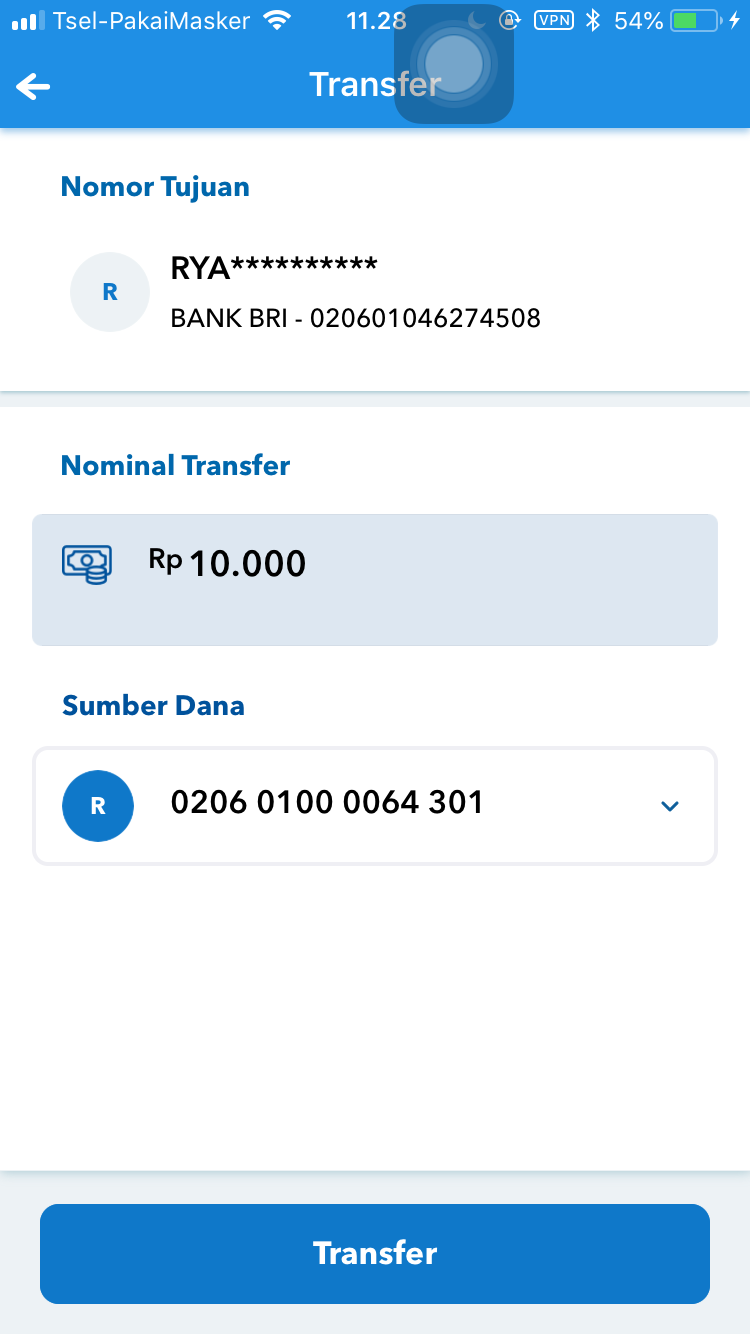 Tsel-PakaiMasker 11.28 VPN 54%
Transfer
Nomor Tujuan
R
RYA**********
BANK BRI - 020601046274508
Nominal Transfer
Rp 10.000
Sumber Dana
R 0206 0100 0064 301
Transfer